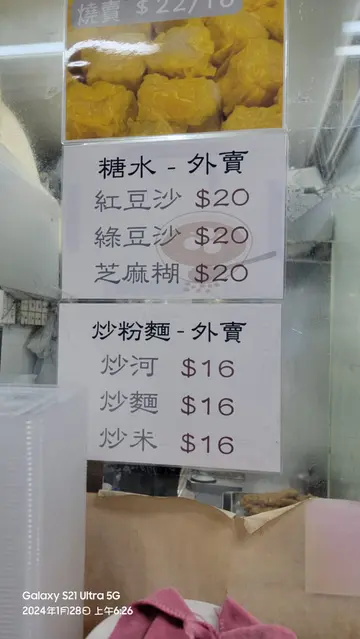 燒賣 $22/10
糖水 - 外賣
紅豆沙 $20
綠豆沙 $20
芝麻糊 $20
炒粉麵 - 外賣
炒河 $16
炒麵 $16
炒米 $16
Galaxy S21 Ultra 5G
2024年1月28日 上午6:26